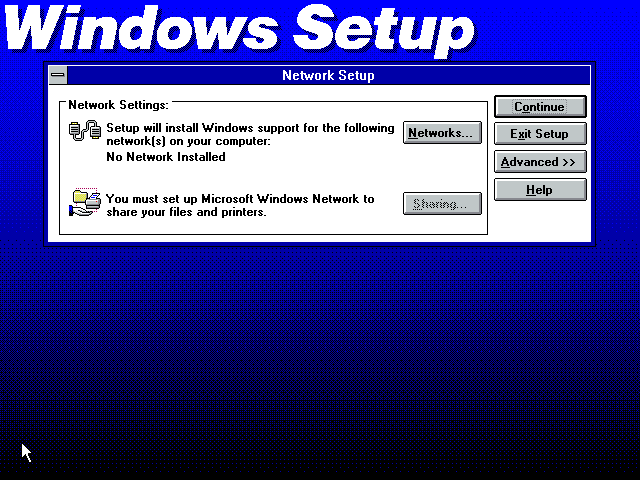 Windows Setup
Network Setup
Network Settings:
Setup will install Windows support for the following
network(s) on your computer:
No Network Installed
Networks...
You must set up Microsoft Windows Network to
share your files and printers.
Sharing...
Continue
Exit Setup
Advanced >>
Help